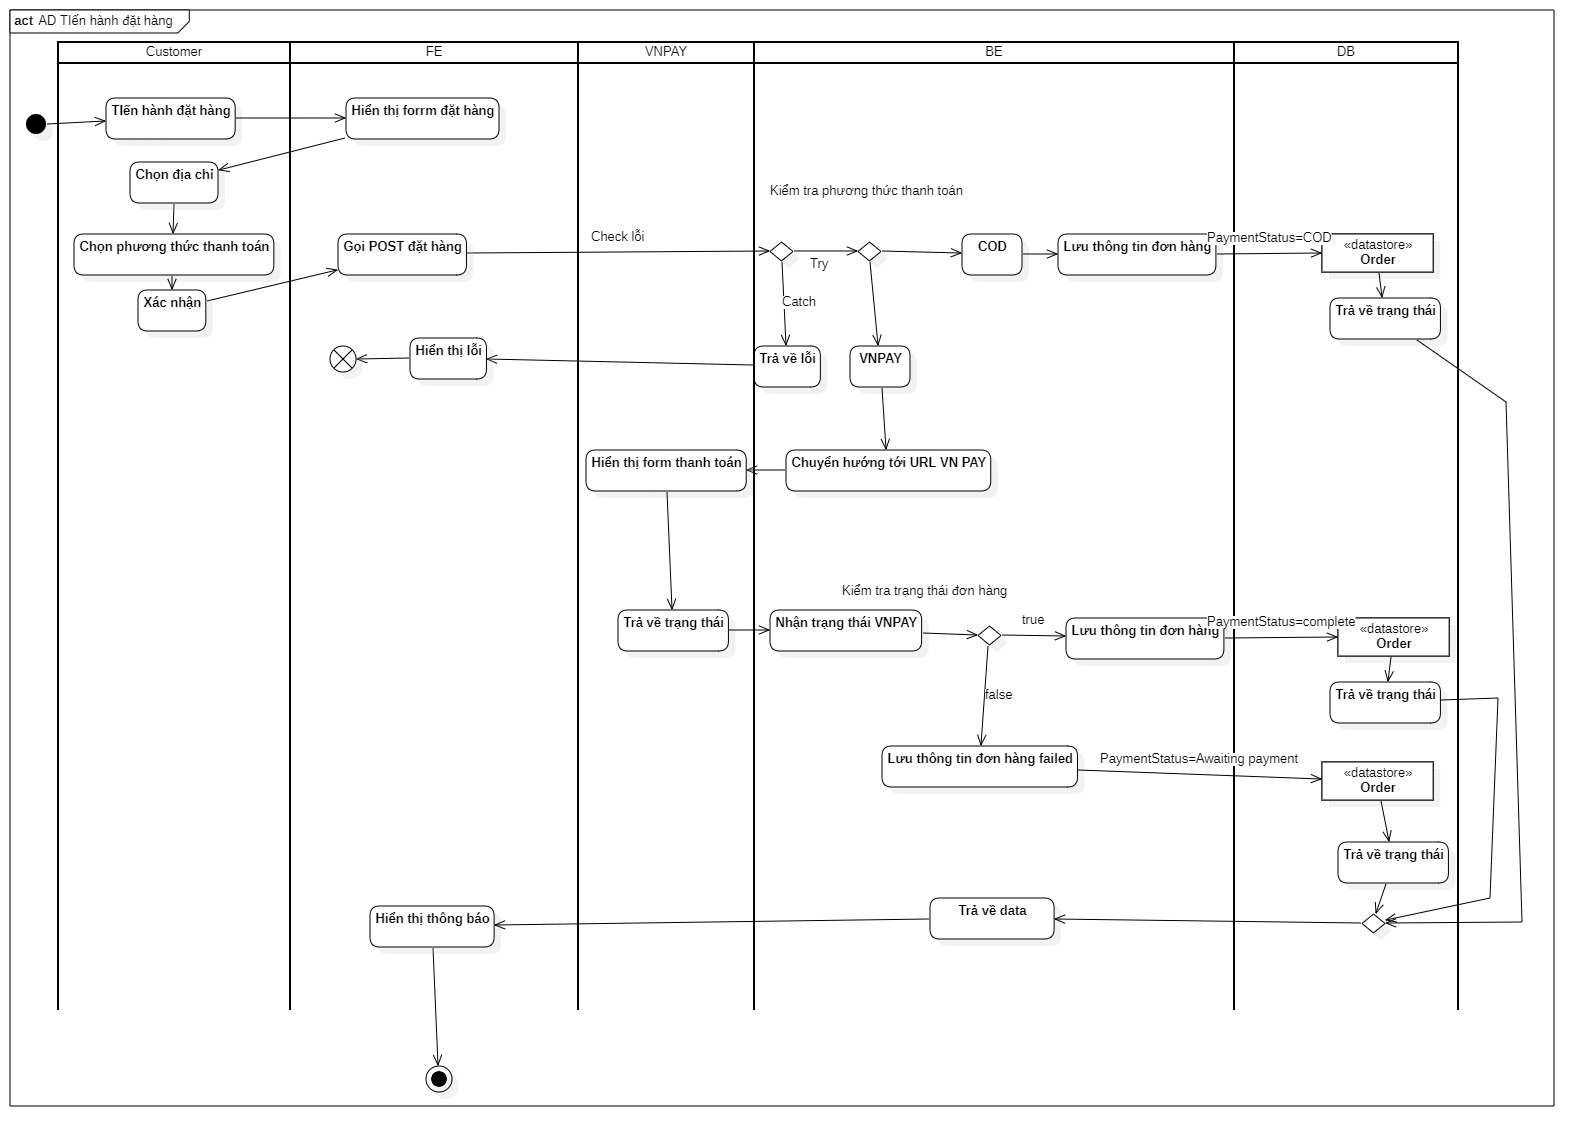 act AD TIến hành đặt hàng
Customer
FE
VNPAY
BE
DB
TIến hành đặt hàng
Hiển thị forrm đặt hàng
Chọn địa chỉ
Kiểm tra phương thức thanh toán
Chọn phương thức thanh toán
Gọi POST đặt hàng
Check lỗi
Try
COD
Lưu thông tin đơn hàng
PaymentStatus=COD
«datastore»
Order
Xác nhận
Catch
Trả về trạng thái
Hiển thị lỗi
Trả về lỗi
VNPAY
Hiển thị form thanh toán
Chuyển hướng tới URL VN PAY
Kiểm tra trạng thái đơn hàng
Trả về trạng thái
Nhận trạng thái VNPAY
true
Lưu thông tin đơn hàng
PaymentStatus=complete
«datastore»
Order
false
Trả về trạng thái
Lưu thông tin đơn hàng failed
PaymentStatus=Awaiting payment
«datastore»
Order
Trả về trạng thái
Hiển thị thông báo
Trả về data